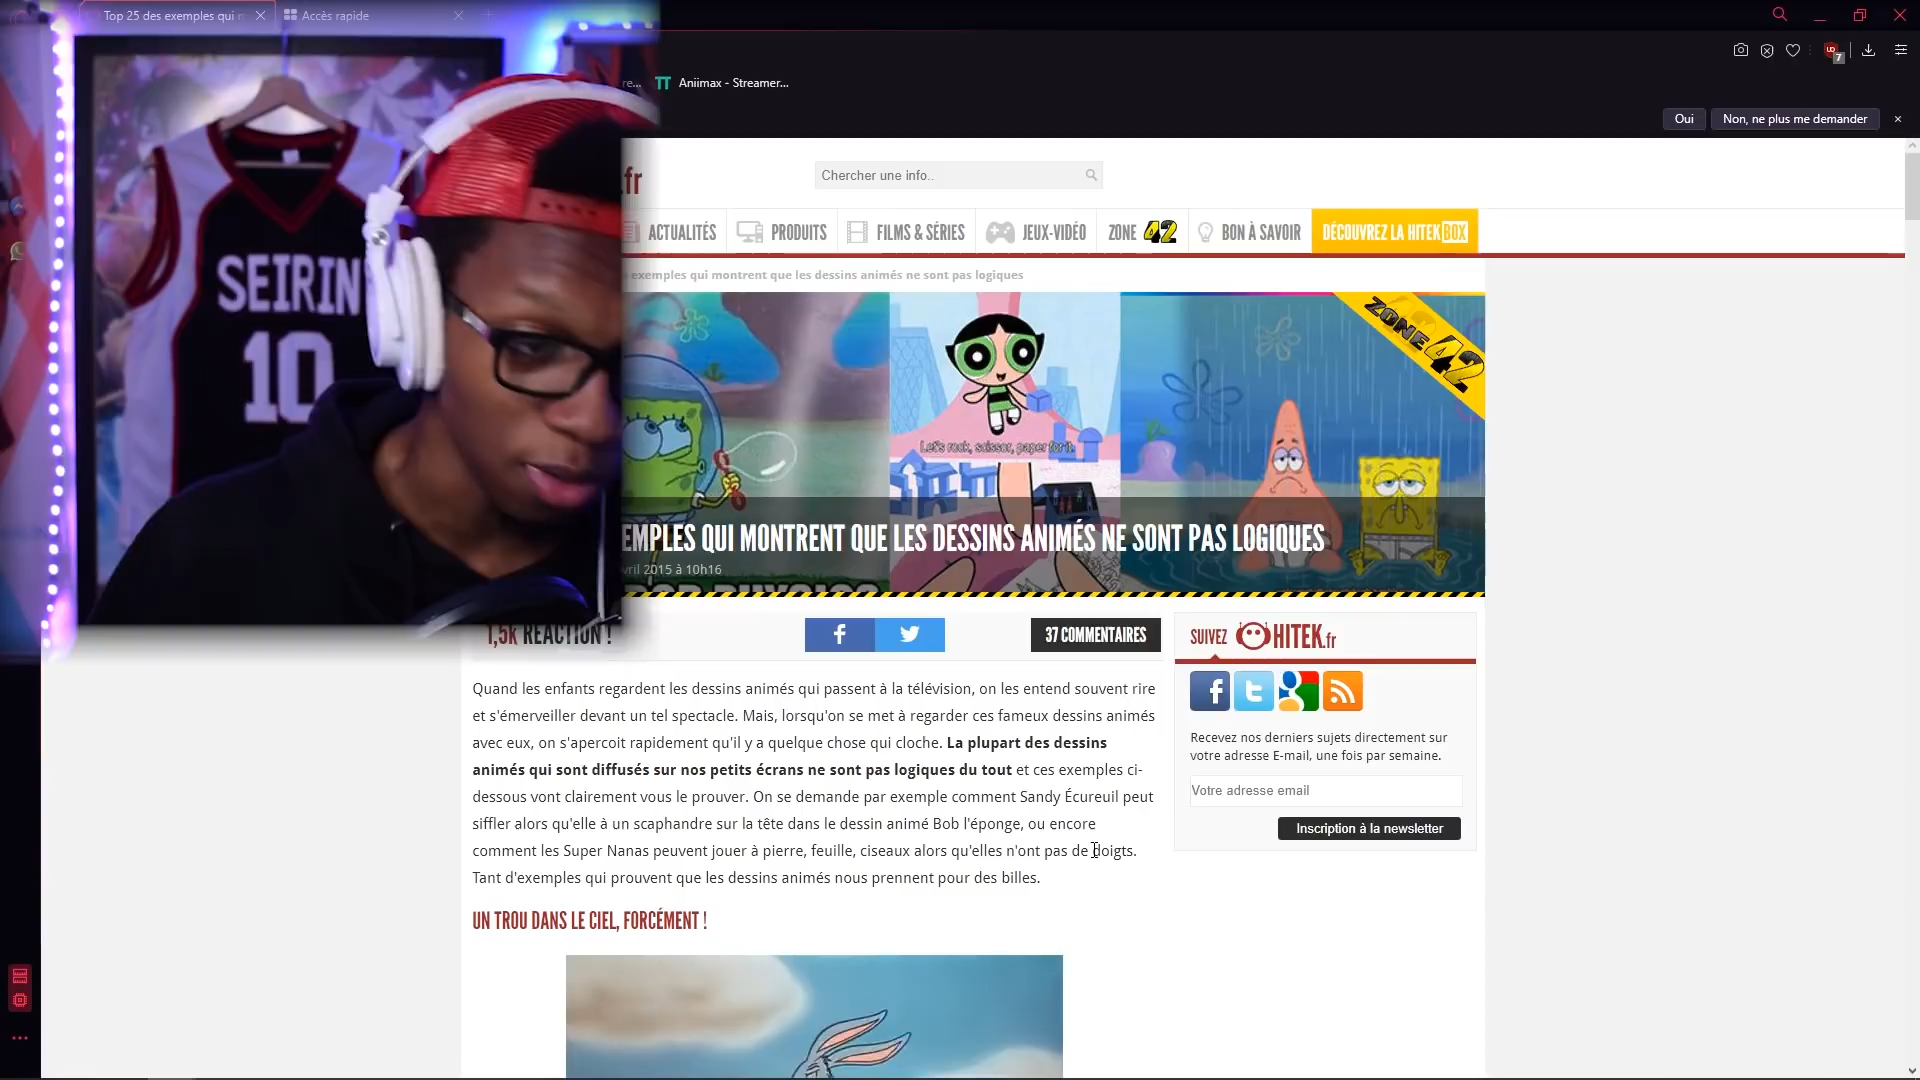 Top 25 des exemples qui
Accès rapide
re...
Aniimax - Streamer...
7
Oui
Non, ne plus me demander
.fr
Chercher une info..
ACTUALITÉS
PRODUITS
FILMS & SÉRIES
JEUX-VIDÉO
ZONE 42
BON À SAVOIR
DÉCOUVREZ LA HITEK BOX
exemples qui montrent que les dessins animés ne sont pas logiques
SEIRIN
10
ZONE 42
Let's rock, scissor, paper for it.
EMPLES QUI MONTRENT QUE LES DESSINS ANIMÉS NE SONT PAS LOGIQUES
vril 2015 à 10h16
1,5k RÉACTION !
37 COMMENTAIRES
SUIVEZ HITEK.fr
Quand les enfants regardent les dessins animés qui passent à la télévision, on les entend souvent rire
et s'émerveiller devant un tel spectacle. Mais, lorsqu'on se met à regarder ces fameux dessins animés
avec eux, on s'apercoit rapidement qu'il y a quelque chose qui cloche. La plupart des dessins
animés qui sont diffusés sur nos petits écrans ne sont pas logiques du tout et ces exemples ci-
dessous vont clairement vous le prouver. On se demande par exemple comment Sandy Écureuil peut
siffler alors qu'elle à un scaphandre sur la tête dans le dessin animé Bob l'éponge, ou encore
comment les Super Nanas peuvent jouer à pierre, feuille, ciseaux alors qu'elles n'ont pas de doigts.
Tant d'exemples qui prouvent que les dessins animés nous prennent pour des billes.
Recevez nos derniers sujets directement sur
votre adresse E-mail, une fois par semaine.
Votre adresse email
Inscription à la newsletter
UN TROU DANS LE CIEL, FORCÉMENT !